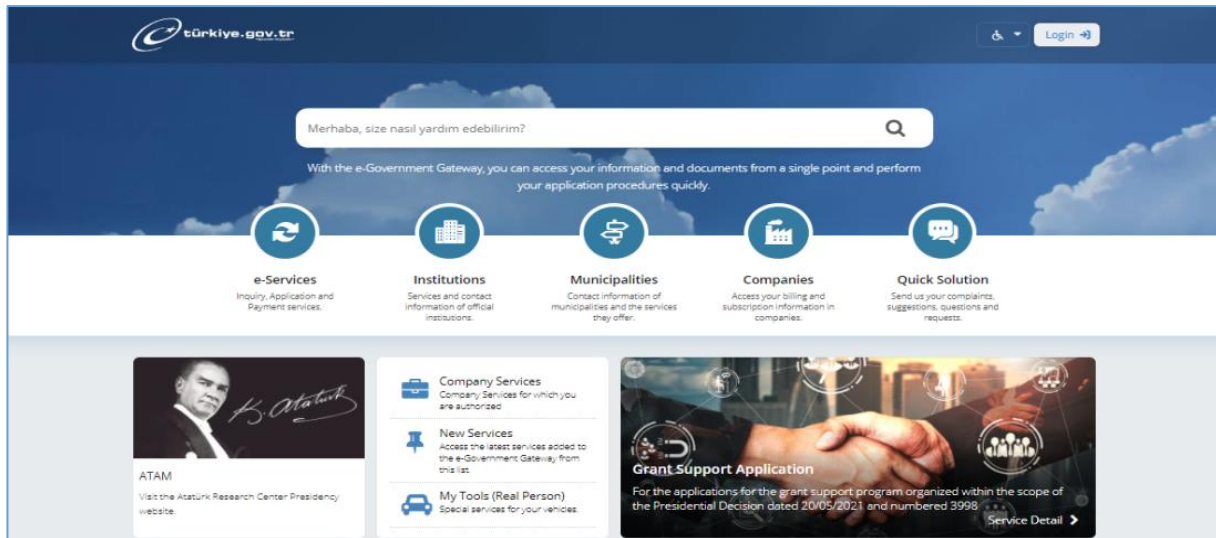 türkiye.gov.tr
Login
Merhaba, size nasıl yardım edebilirim?
With the e-Government Gateway, you can access your information and documents from a single point and perform
your application procedures quickly.
e-Services
Inquiry, Application and
Payment services.
Institutions
Services and contact
information of official
institutions.
Municipalities
Contact information of
municipalities and the services
they offer.
Companies
Access your billing and
subscription information in
companies.
Quick Solution
Send us your complaints,
suggestions, questions and
requests.
K. Atatürk
ATAM
Visit the Atatürk Research Center Presidency
website.
Company Services
Company Services for which you
are authorized
New Services
Access the latest services added to
the e-Government Gateway from
this list.
My Tools (Real Person)
Special services for your vehicles.
Grant Support Application
For the applications for the grant support program organized within the scope of
the Presidential Decision dated 20/05/2021 and numbered 3998
Service Detail